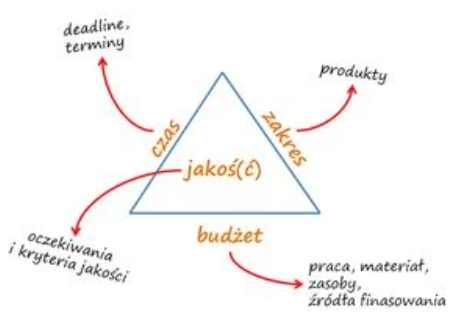 deadline,
terminy
produkty
czas
zakres
jakoś(ć)
budżet
oczekiwania
i kryteria jakości
praca, materiał,
zasoby,
źródła finasowania